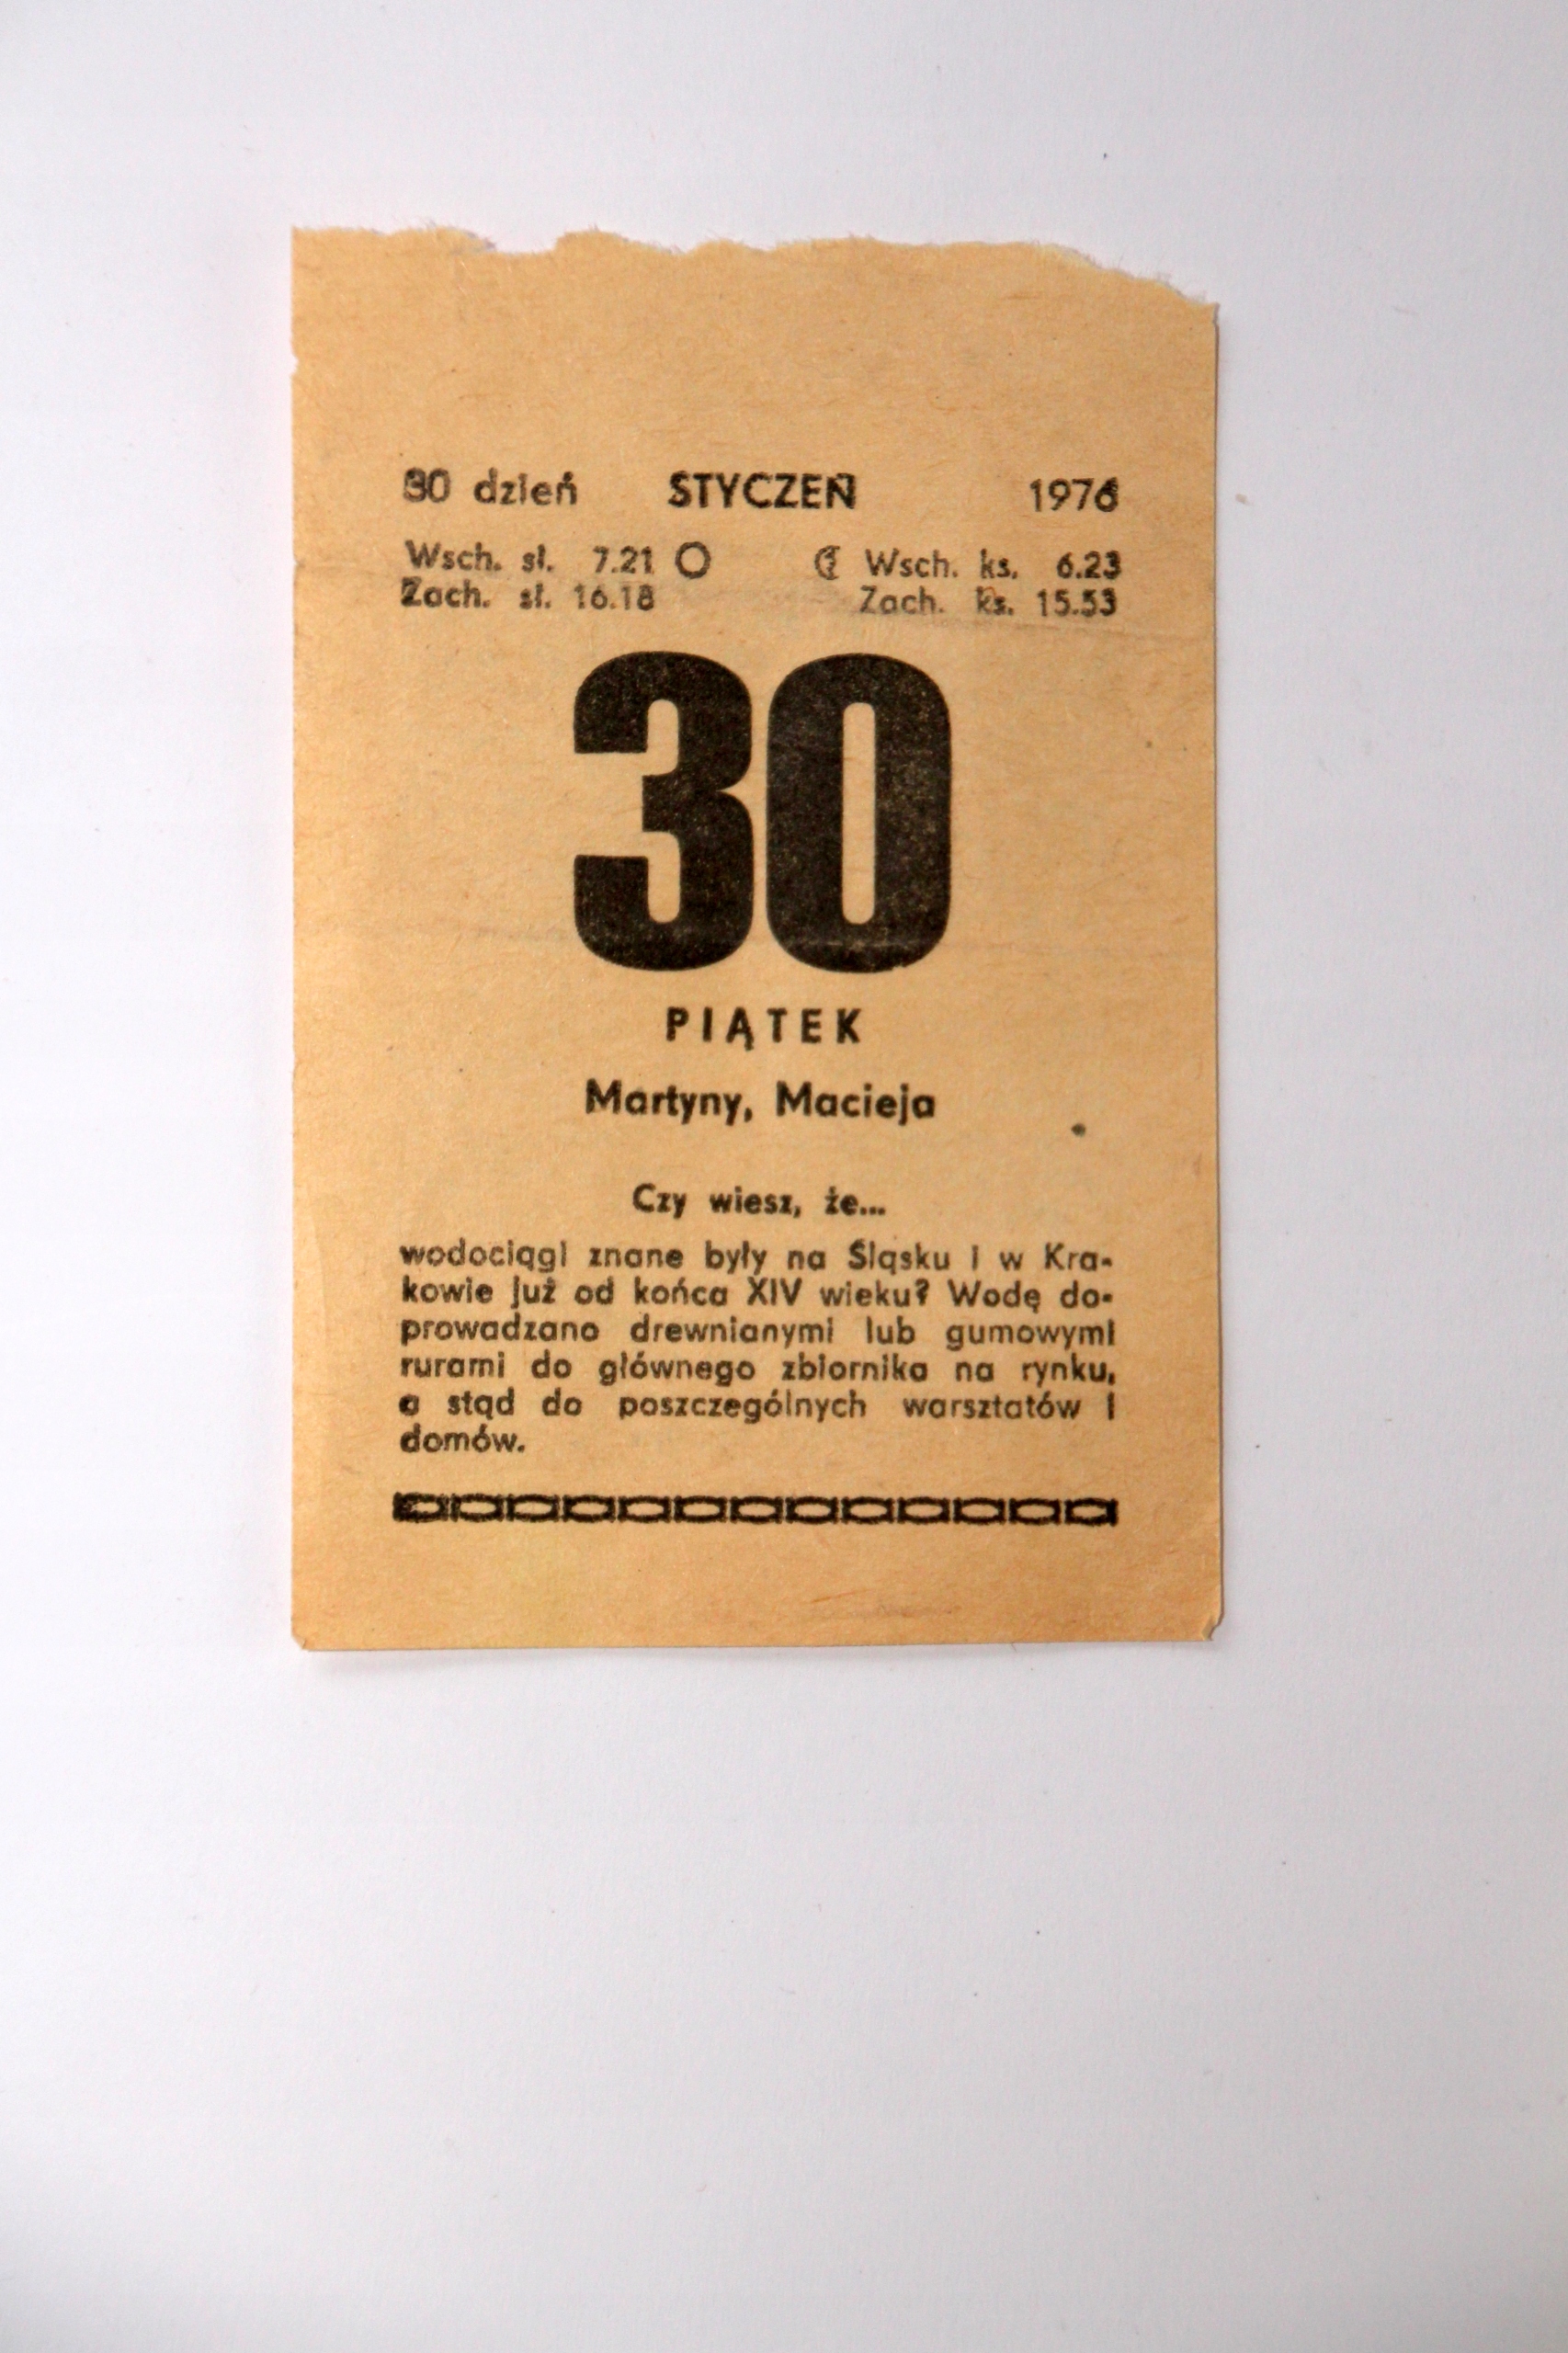 30 dzień STYCZEŃ 1976
Wsch. sł. 7.21 Wsch. ks. 6.23
Zach. sł. 16.18 Zach. ks. 15.53
30
PIĄTEK
Martyny, Macieja
Czy wiesz, że...
wodociągi znane były na Śląsku i w Kra-
kowie już od końca XIV wieku? Wodę do-
prowadzano drewnianymi lub gumowymi
rurami do głównego zbiornika na rynku,
a stąd do poszczególnych warsztatów i
domów.